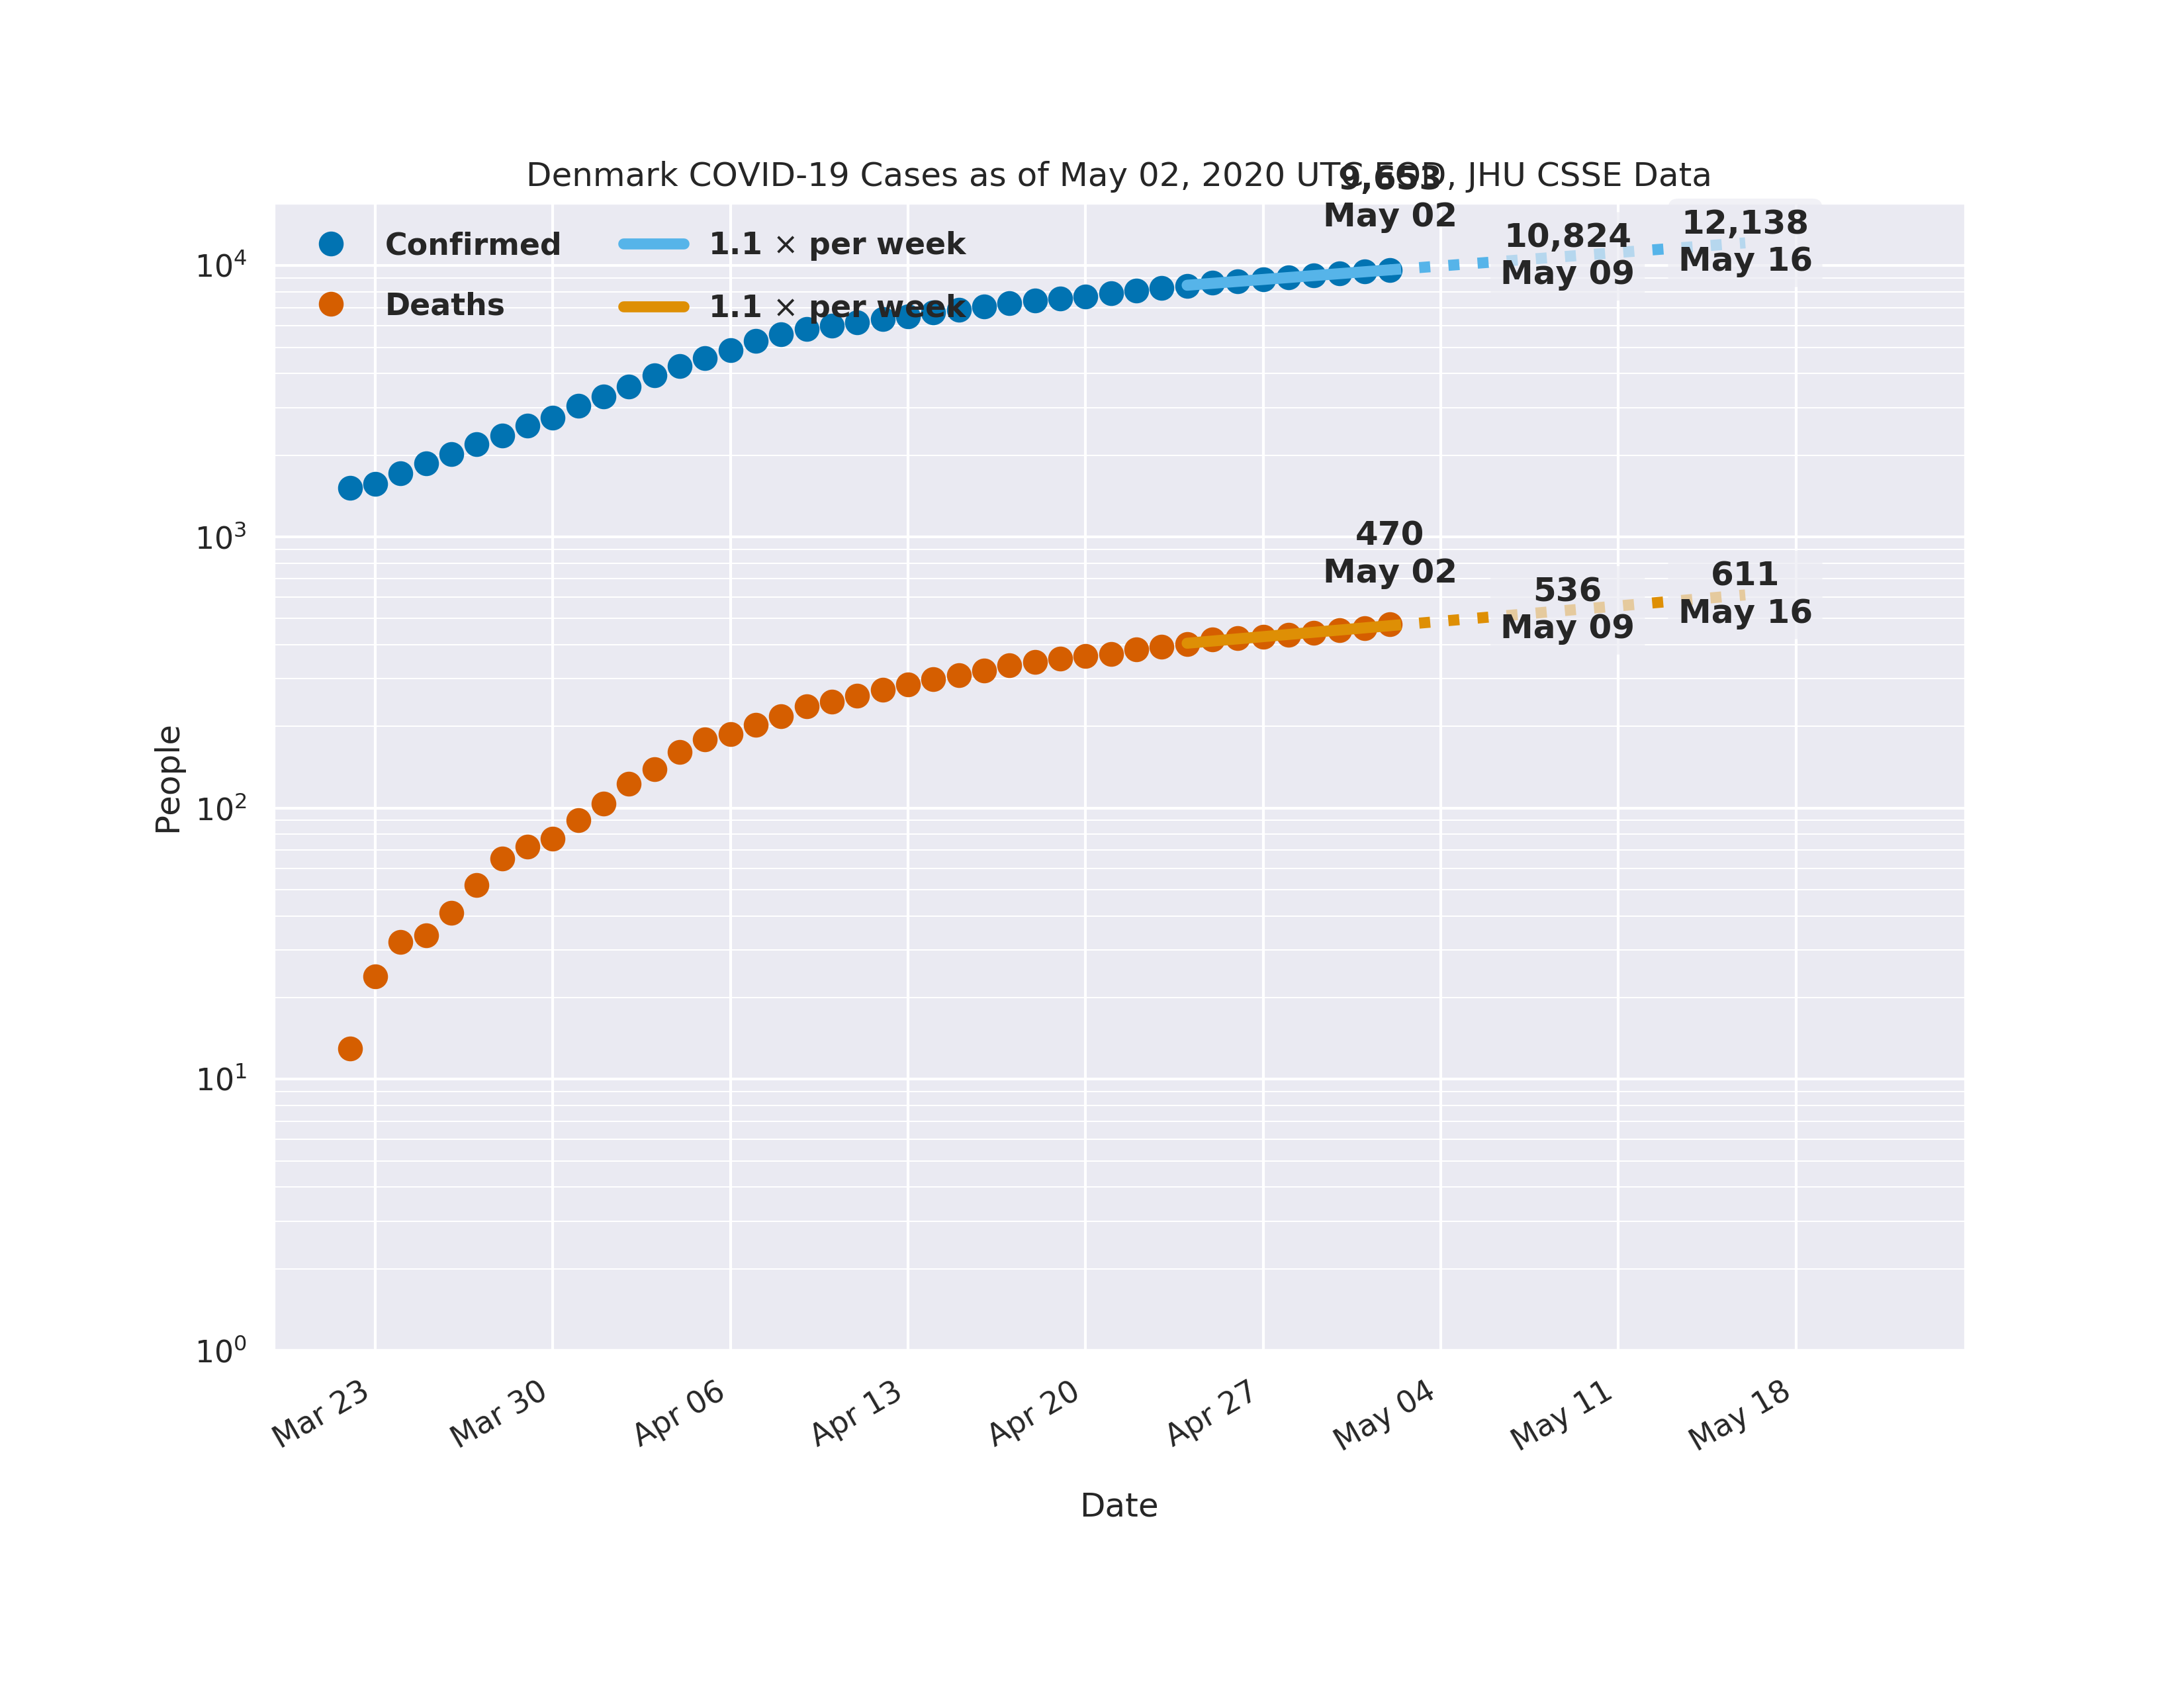 Denmark COVID-19 Cases as of May 02, 2020 UTC EOD, JHU CSSE Data
9,653
May 02
10,824
May 09
12,138
May 16
Confirmed
1.1 × per week
Deaths
1.1 × per week
470
May 02
536
May 09
611
May 16
People
10⁴
10³
10²
10¹
10⁰
Mar 23
Mar 30
Apr 06
Apr 13
Apr 20
Apr 27
May 04
May 11
May 18
Date